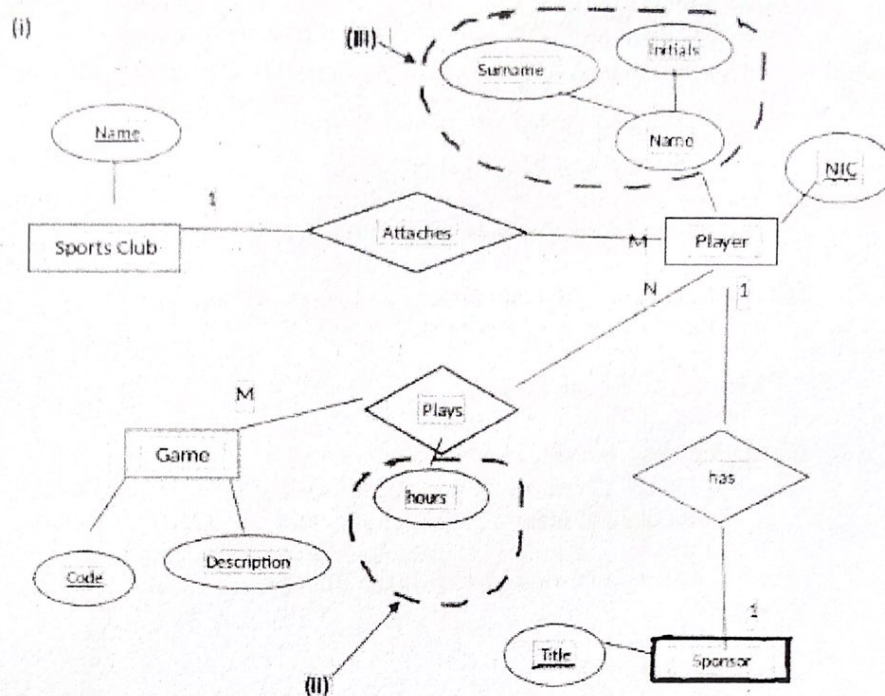 (i)
(III)
Surname
Initials
Name
Name
NIC
1
Sports Club
Attaches
M
Player
N
1
M
Plays
Game
has
hours
Code
Description
1
Title
Sponsor
(II)